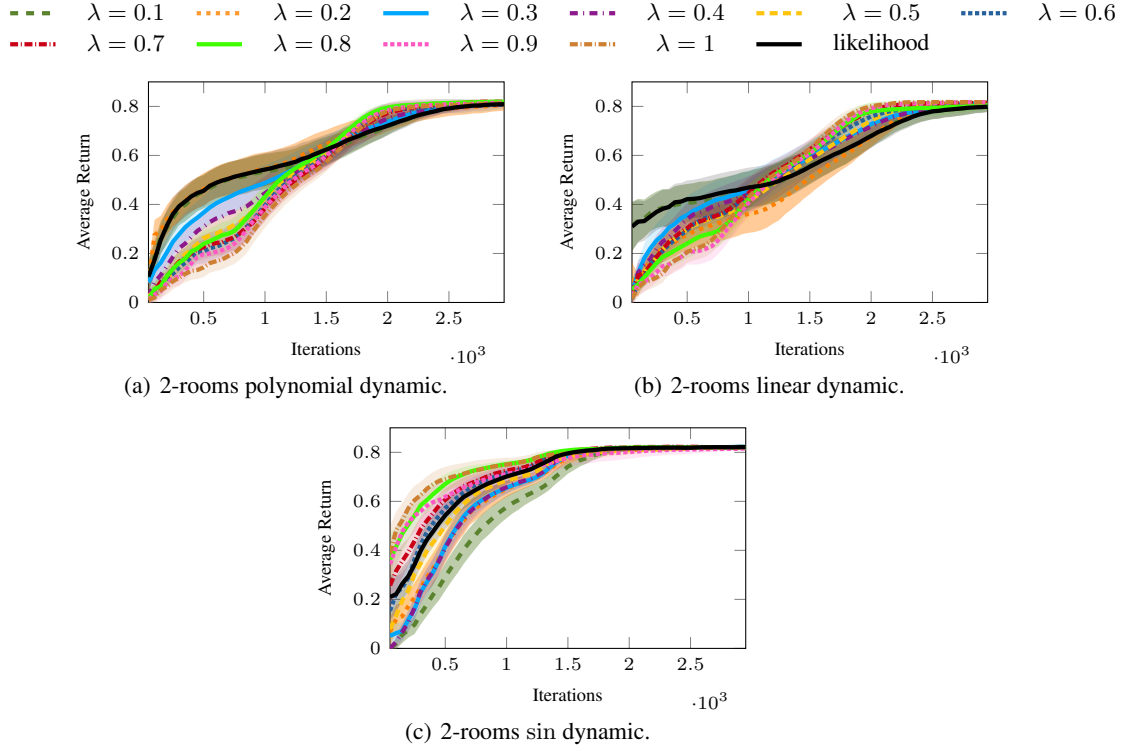 λ = 0.1 λ = 0.2 λ = 0.3 λ = 0.4 λ = 0.5 λ = 0.6
λ = 0.7 λ = 0.8 λ = 0.9 λ = 1 likelihood
0.8
0.6
0.4
0.2
0
Average Return
0.5 1 1.5 2 2.5
Iterations
·10³
(a) 2-rooms polynomial dynamic.
0.8
0.6
0.4
0.2
0
Average Return
0.5 1 1.5 2 2.5
Iterations
·10³
(b) 2-rooms linear dynamic.
0.8
0.6
0.4
0.2
0
Average Return
0.5 1 1.5 2 2.5
Iterations
·10³
(c) 2-rooms sin dynamic.